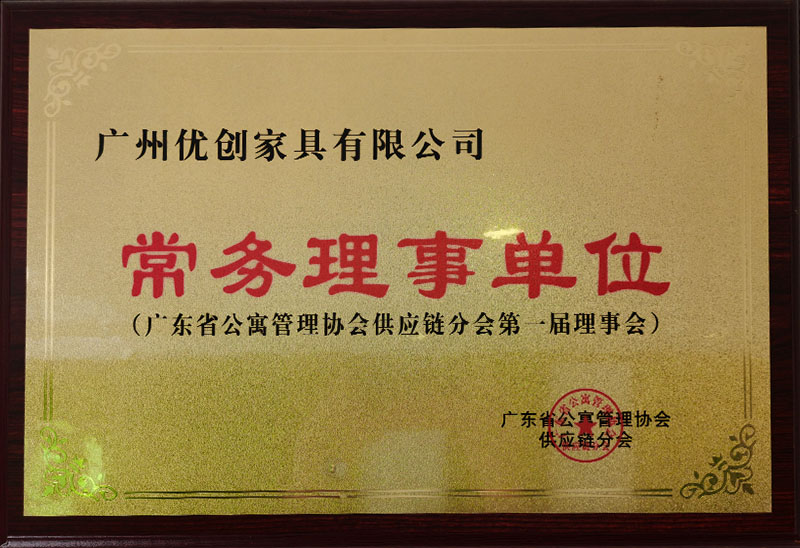 广州优创家具有限公司
常务理事单位
（广东省公寓管理协会供应链分会第一届理事会）
广东省公寓管理协会
供应链分会